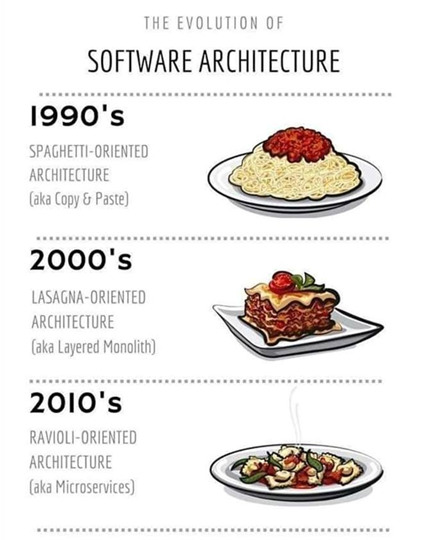 THE EVOLUTION OF
SOFTWARE ARCHITECTURE
1990's
SPAGHETTI-ORIENTED
ARCHITECTURE
(aka Copy & Paste)
2000's
LASAGNA-ORIENTED
ARCHITECTURE
(aka Layered Monolith)
2010's
RAVIOLI-ORIENTED
ARCHITECTURE
(aka Microservices)